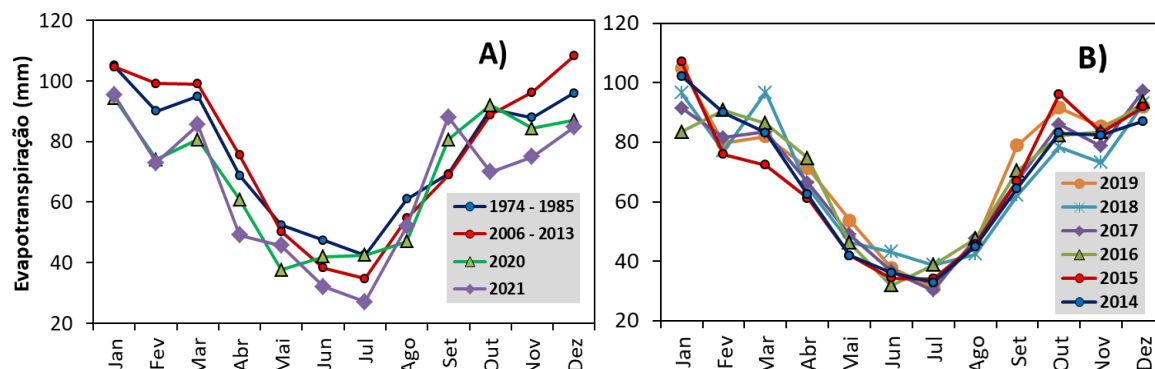 Evapotranspiração (mm)
120
100
80
60
40
20
A)
1974 - 1985
2006 - 2013
2020
2021
Jan Fev Mar Abr Mai Jun Jul Ago Set Out Nov Dez
120
100
80
60
40
20
B)
2019
2018
2017
2016
2015
2014
Jan Fev Mar Abr Mai Jun Jul Ago Set Out Nov Dez